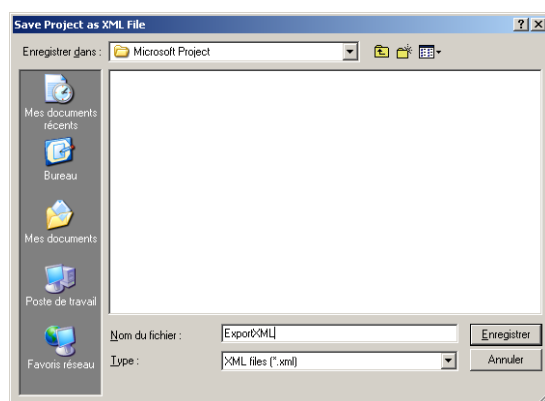 Save Project as XML File
Enregistrer dans :
Microsoft Project
Mes documents
récents
Bureau
Mes documents
Poste de travail
Favoris réseau
Nom du fichier :
ExportXML
Enregistrer
Type :
XML files (*.xml)
Annuler